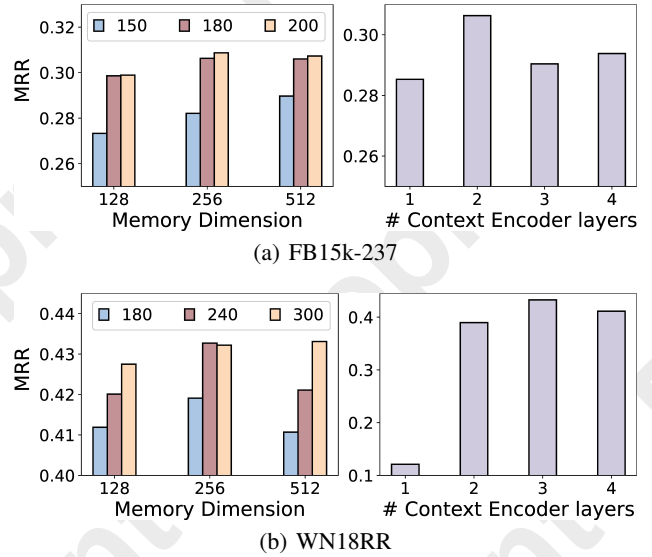 150 180 200
MRR
0.32
0.30
0.28
0.26
128 256 512
Memory Dimension
0.30
0.28
0.26
1 2 3 4
# Context Encoder layers
(a) FB15k-237
180 240 300
MRR
0.44
0.43
0.42
0.41
0.40
128 256 512
Memory Dimension
0.4
0.3
0.2
0.1
1 2 3 4
# Context Encoder layers
(b) WN18RR